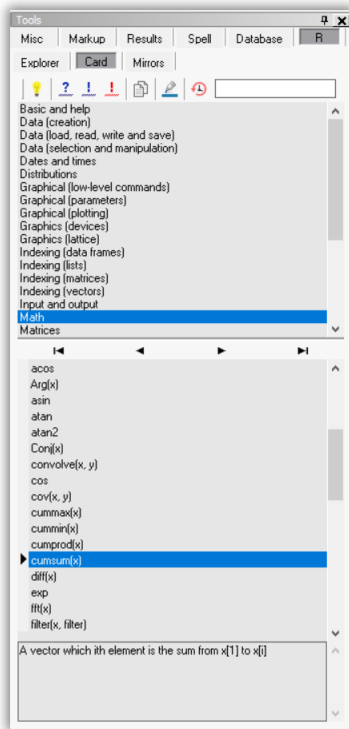 Tools
Misc Markup Results Spell Database R
Explorer Card Mirrors
Basic and help
Data (creation)
Data (load, read, write and save)
Data (selection and manipulation)
Dates and times
Distributions
Graphical (low-level commands)
Graphical (parameters)
Graphical (plotting)
Graphics (devices)
Graphics (lattice)
Indexing (data frames)
Indexing (lists)
Indexing (matrices)
Indexing (vectors)
Input and output
Math
Matrices
acos
Arg(x)
asin
atan
atan2
Conj(x)
convolve(x, y)
cos
cov(x, y)
cummax(x)
cummin(x)
cumprod(x)
cumsum(x)
diff(x)
exp
fft(x)
filter(x, filter)
A vector which ith element is the sum from x[1] to x[i]